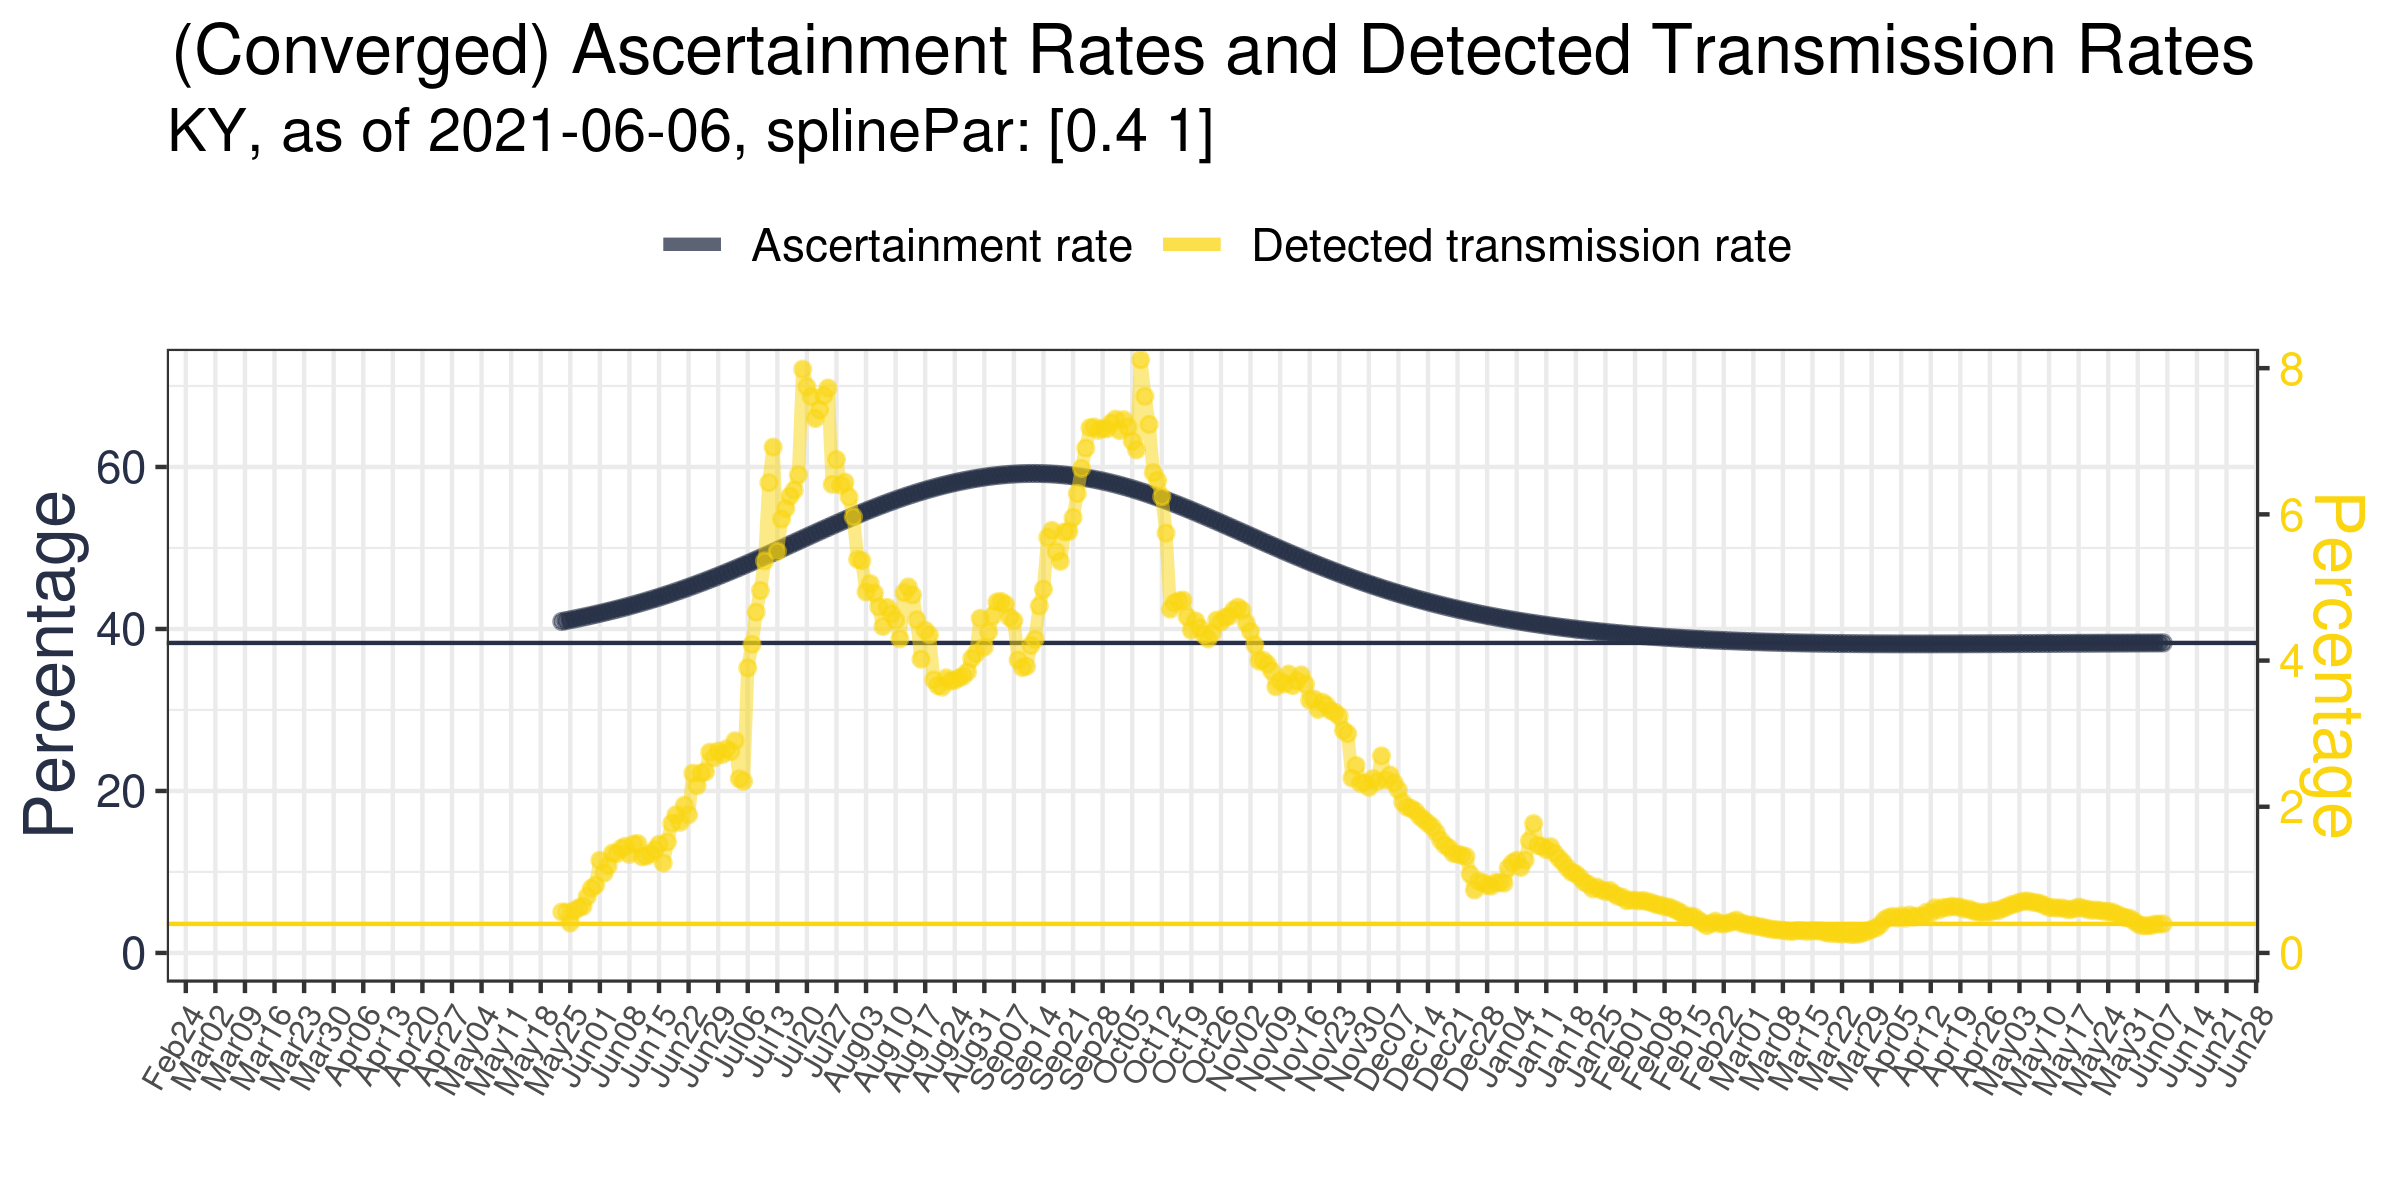 (Converged) Ascertainment Rates and Detected Transmission Rates
KY, as of 2021-06-06, splinePar: [0.4 1]
Ascertainment rate
Detected transmission rate
Percentage
60
40
20
0
8
6
4
2
0
Percentage
Feb24
Mar02
Mar09
Mar16
Mar23
Mar30
Apr06
Apr13
Apr20
Apr27
May04
May11
May18
May25
Jun01
Jun08
Jun15
Jun22
Jun29
Jul06
Jul13
Jul20
Jul27
Aug03
Aug10
Aug17
Aug24
Aug31
Sep07
Sep14
Sep21
Sep28
Oct05
Oct12
Oct19
Oct26
Nov02
Nov09
Nov16
Nov23
Nov30
Dec07
Dec14
Dec21
Dec28
Jan04
Jan11
Jan18
Jan25
Feb01
Feb08
Feb15
Feb22
Mar01
Mar08
Mar15
Mar22
Mar29
Apr05
Apr12
Apr19
Apr26
May03
May10
May17
May24
May31
Jun07
Jun14
Jun21
Jun28